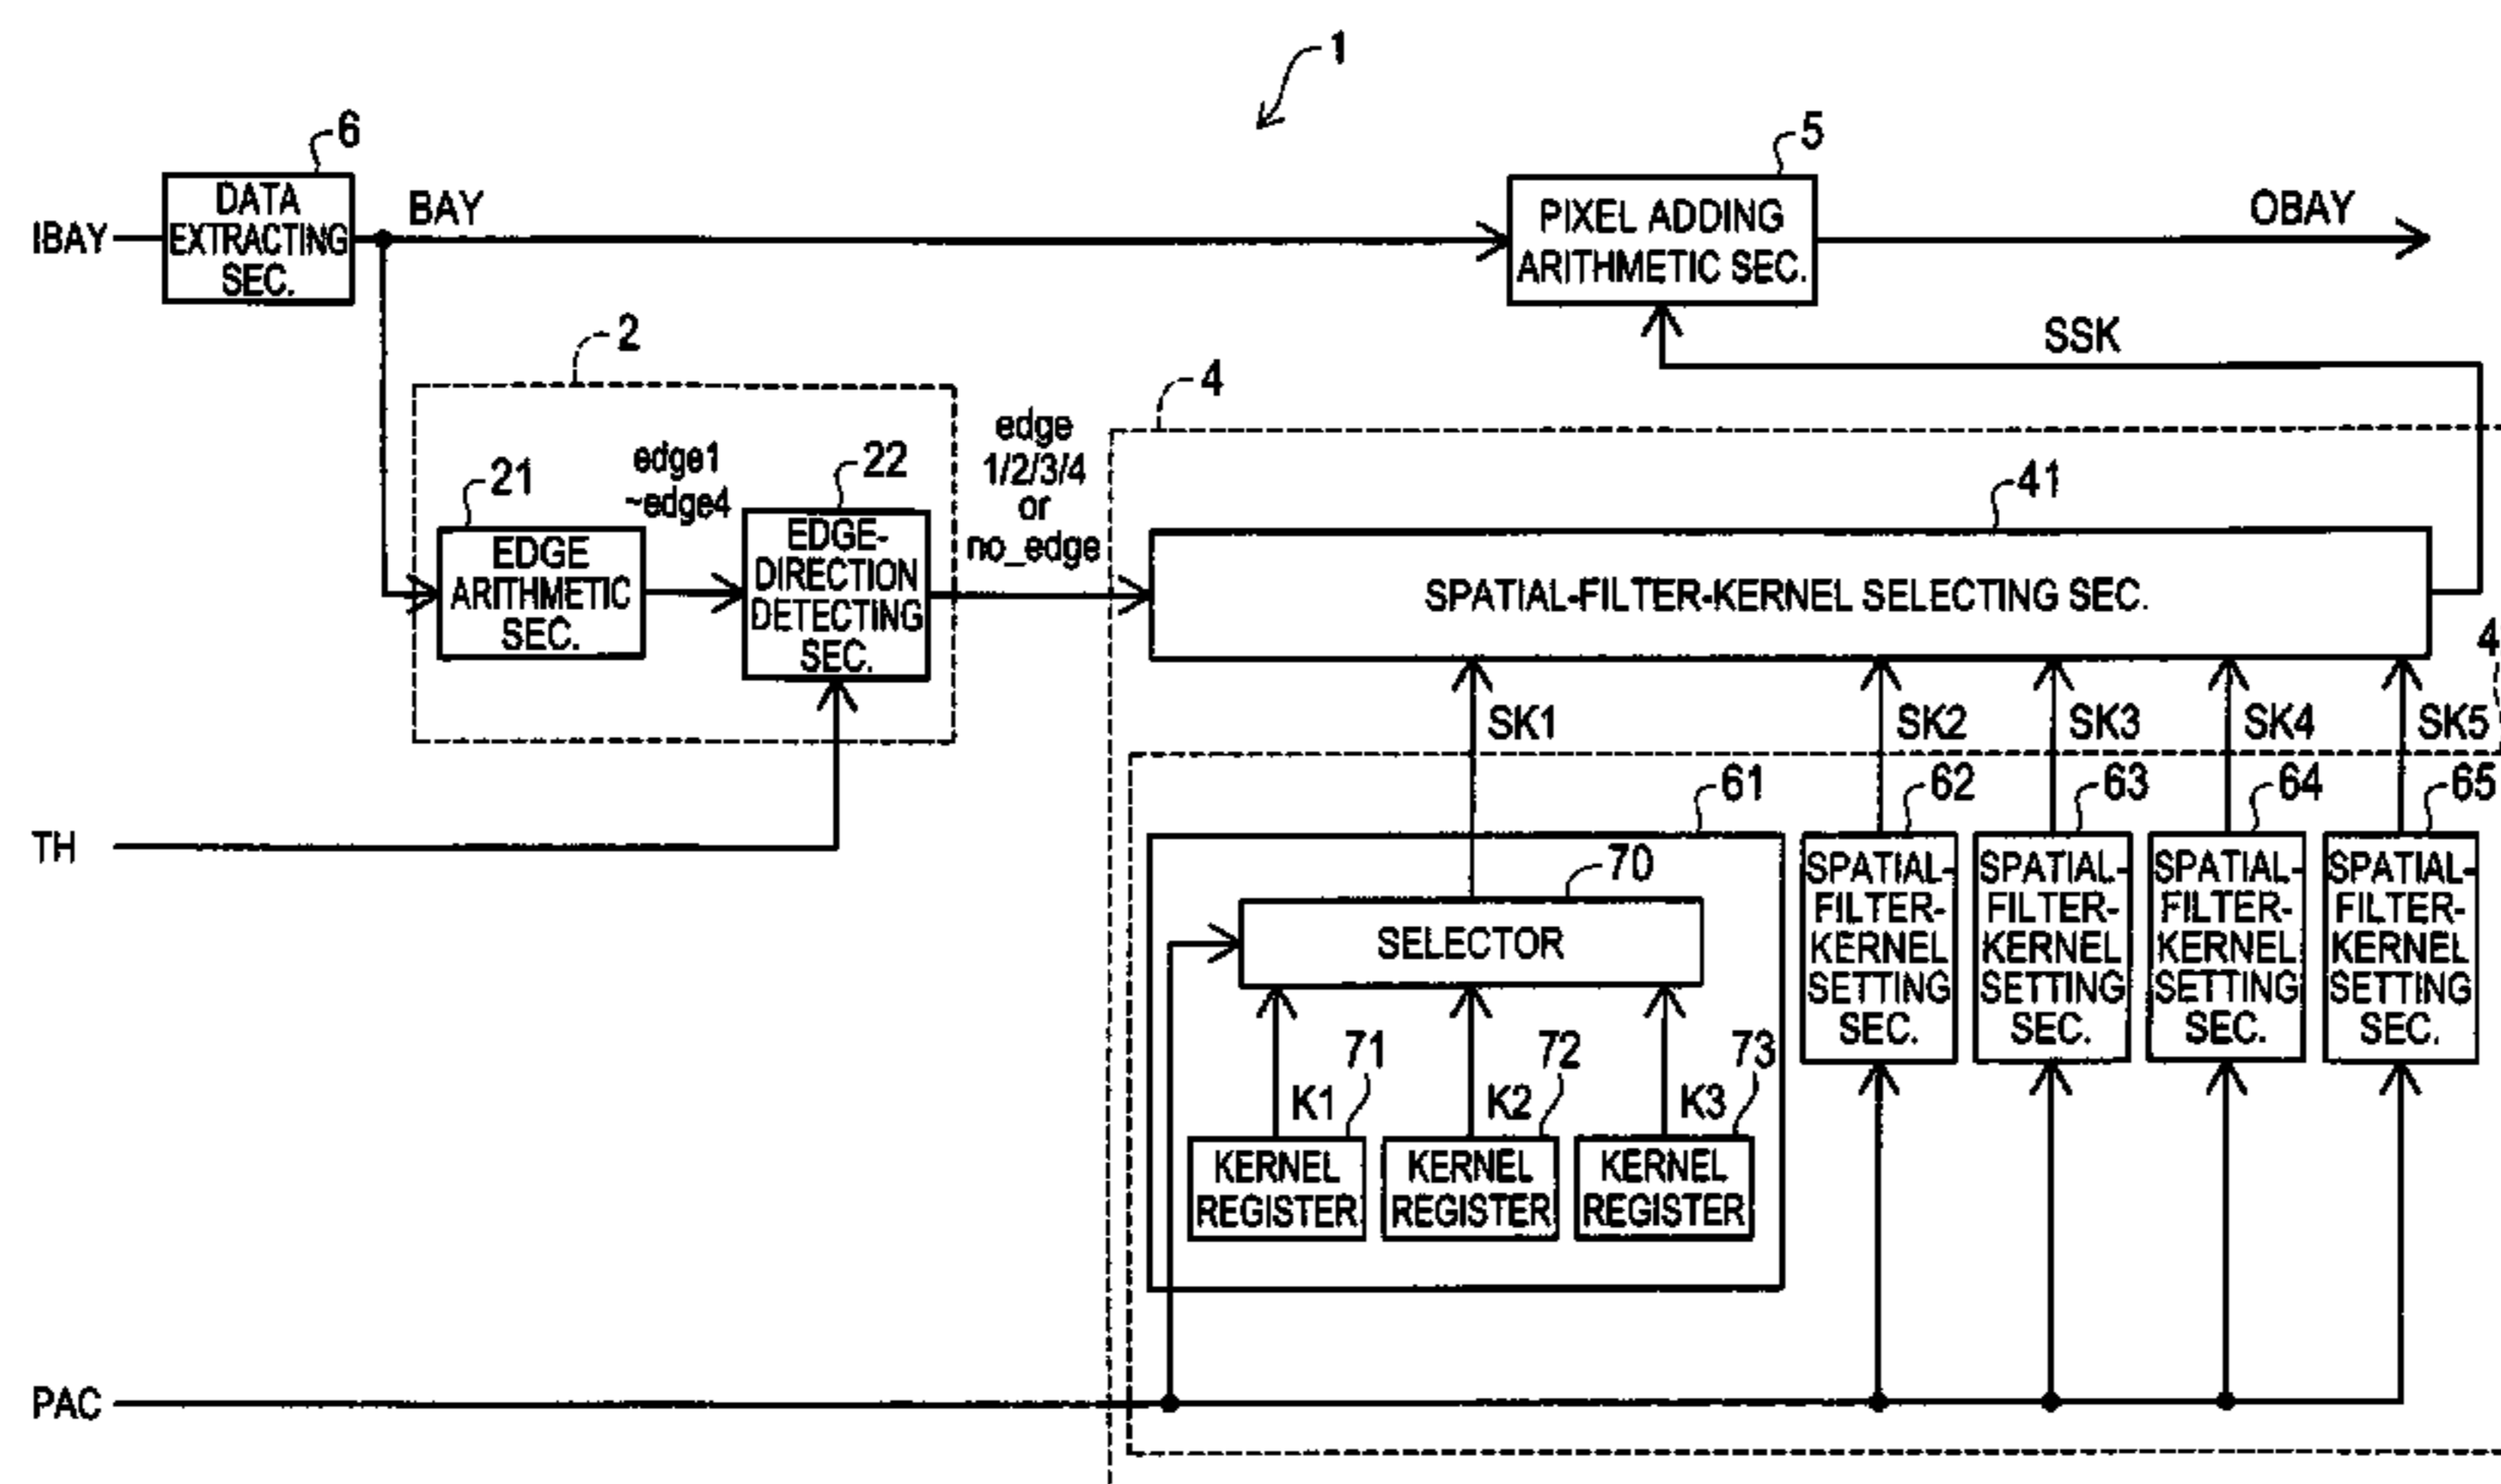 1
6
5
DATA
EXTRACTING
SEC.
IBAY
BAY
PIXEL ADDING
ARITHMETIC SEC.
OBAY
SSK
2
4
edge
1/2/3/4
or
no_edge
21
edge1
~edge4
22
41
EDGE
ARITHMETIC
SEC.
EDGE-
DIRECTION
DETECTING
SEC.
SPATIAL-FILTER-KERNEL SELECTING SEC.
4
SK1
SK2
SK3
SK4
SK5
61
62
63
64
65
TH
70
SELECTOR
SPATIAL-
FILTER-
KERNEL
SETTING
SEC.
SPATIAL-
FILTER-
KERNEL
SETTING
SEC.
SPATIAL-
FILTER-
KERNEL
SETTING
SEC.
SPATIAL-
FILTER-
KERNEL
SETTING
SEC.
K1
71
K2
72
K3
73
KERNEL
REGISTER
KERNEL
REGISTER
KERNEL
REGISTER
PAC